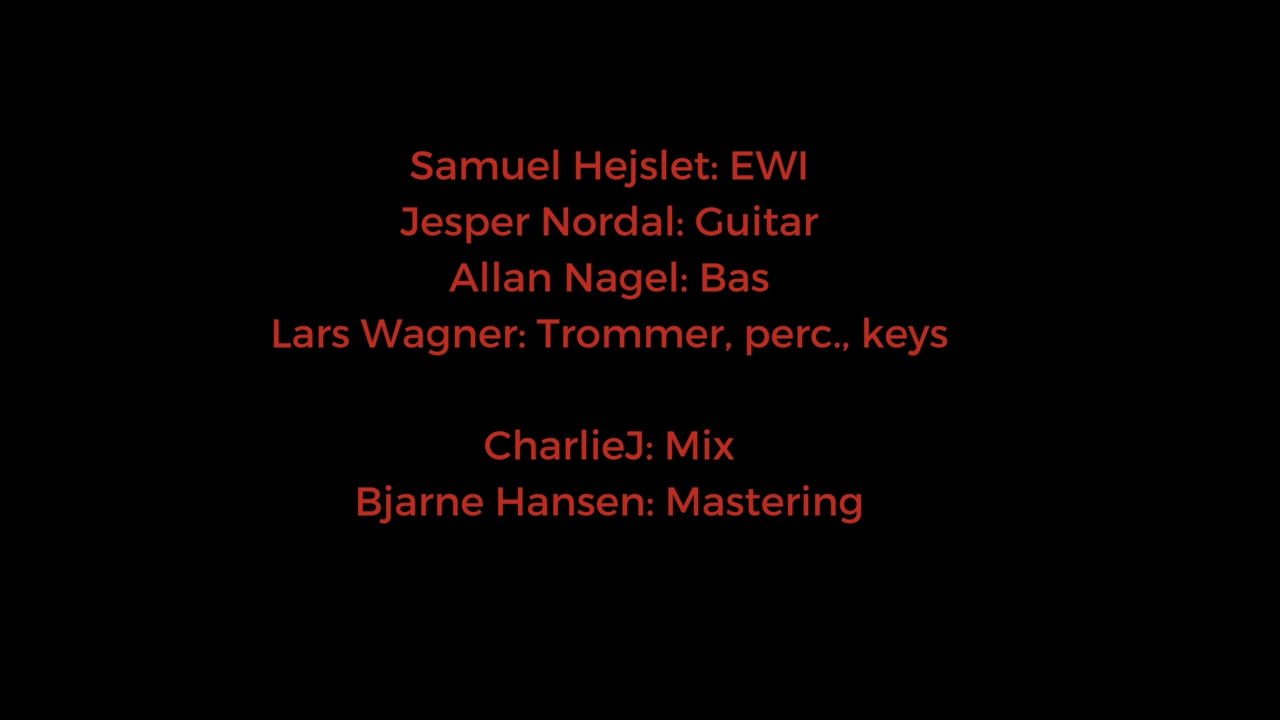 Samuel Hejslet: EWI
Jesper Nordal: Guitar
Allan Nagel: Bas
Lars Wagner: Trommer, perc., keys
CharlieJ: Mix
Bjarne Hansen: Mastering